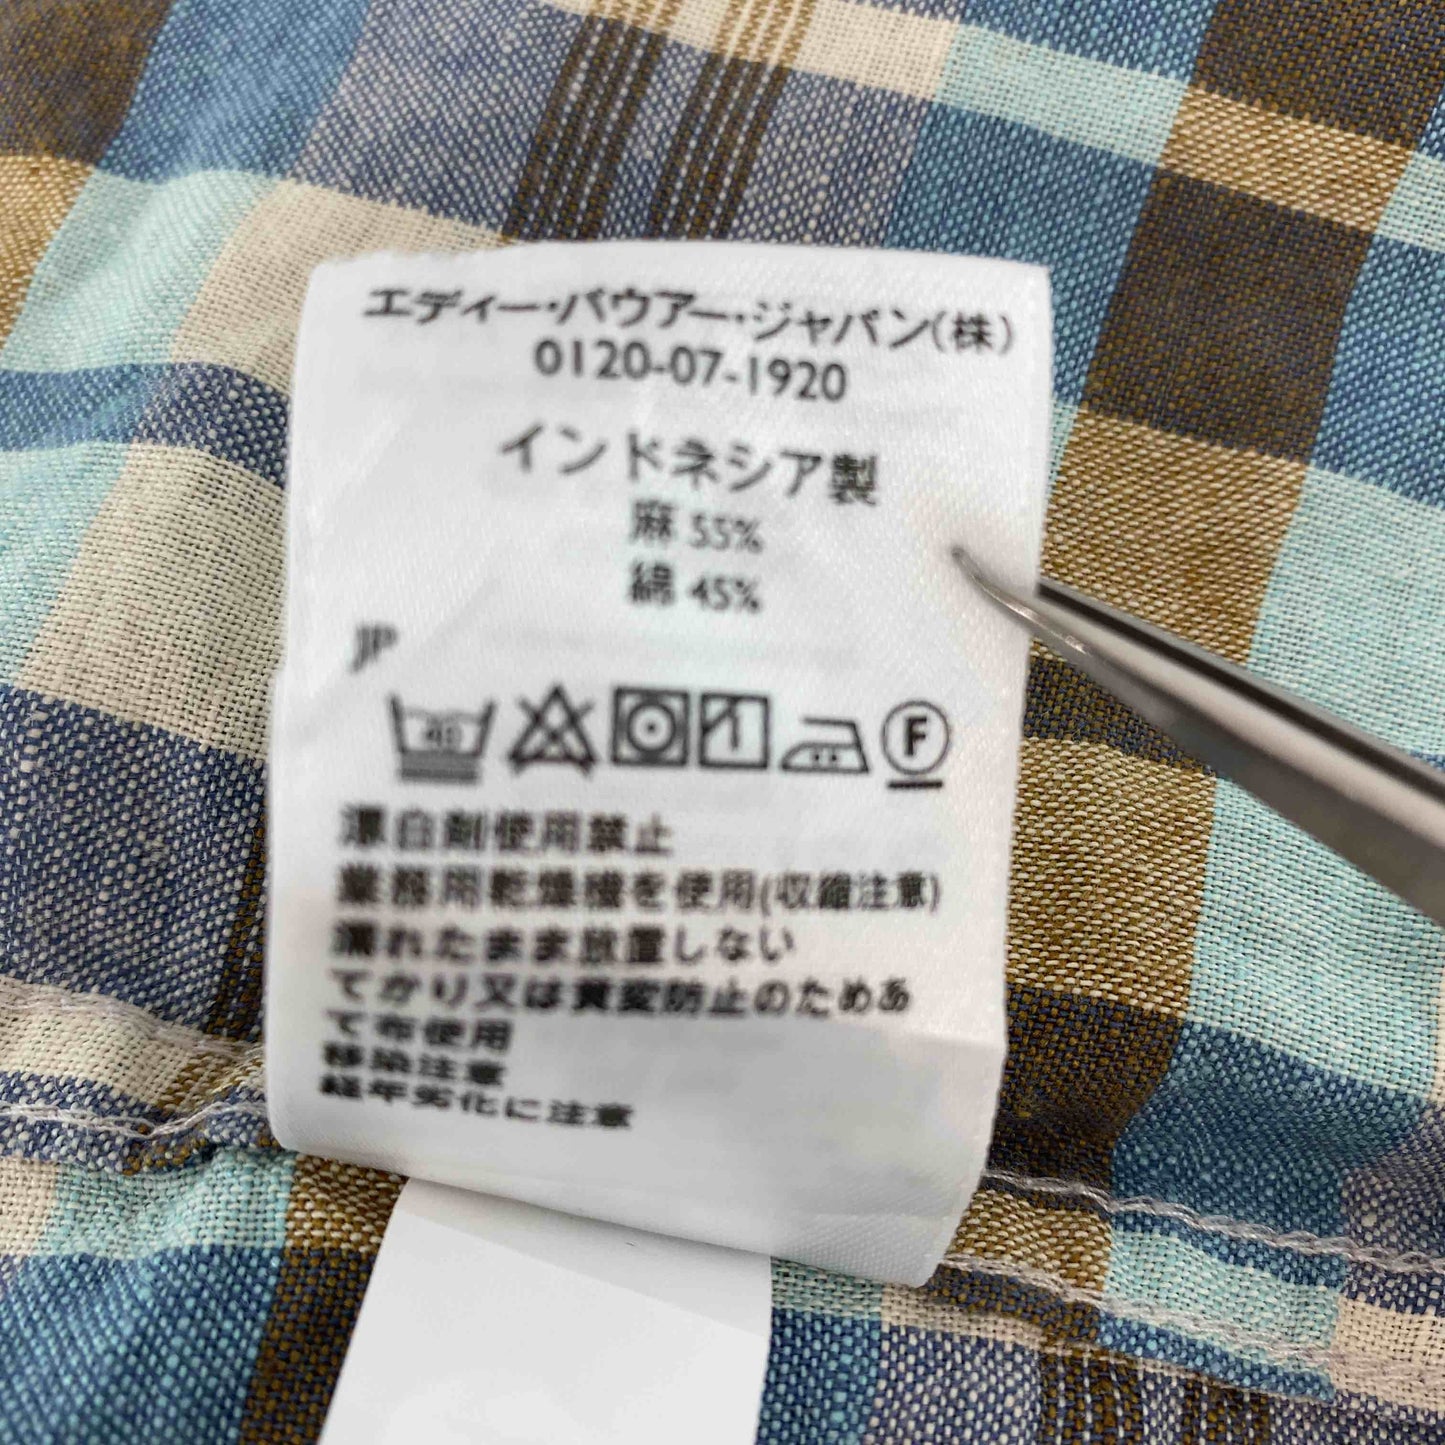 エディー・バウアー・ジャパン(株)
0120-07-1920
インドネシア製
麻 55%
綿 45%
JP
40 F
漂白剤使用禁止
業務用乾燥機を使用(収縮注意)
濡れたまま放置しない
てかり又は黄変防止のためあ
て布使用
移染注意
経年劣化に注意